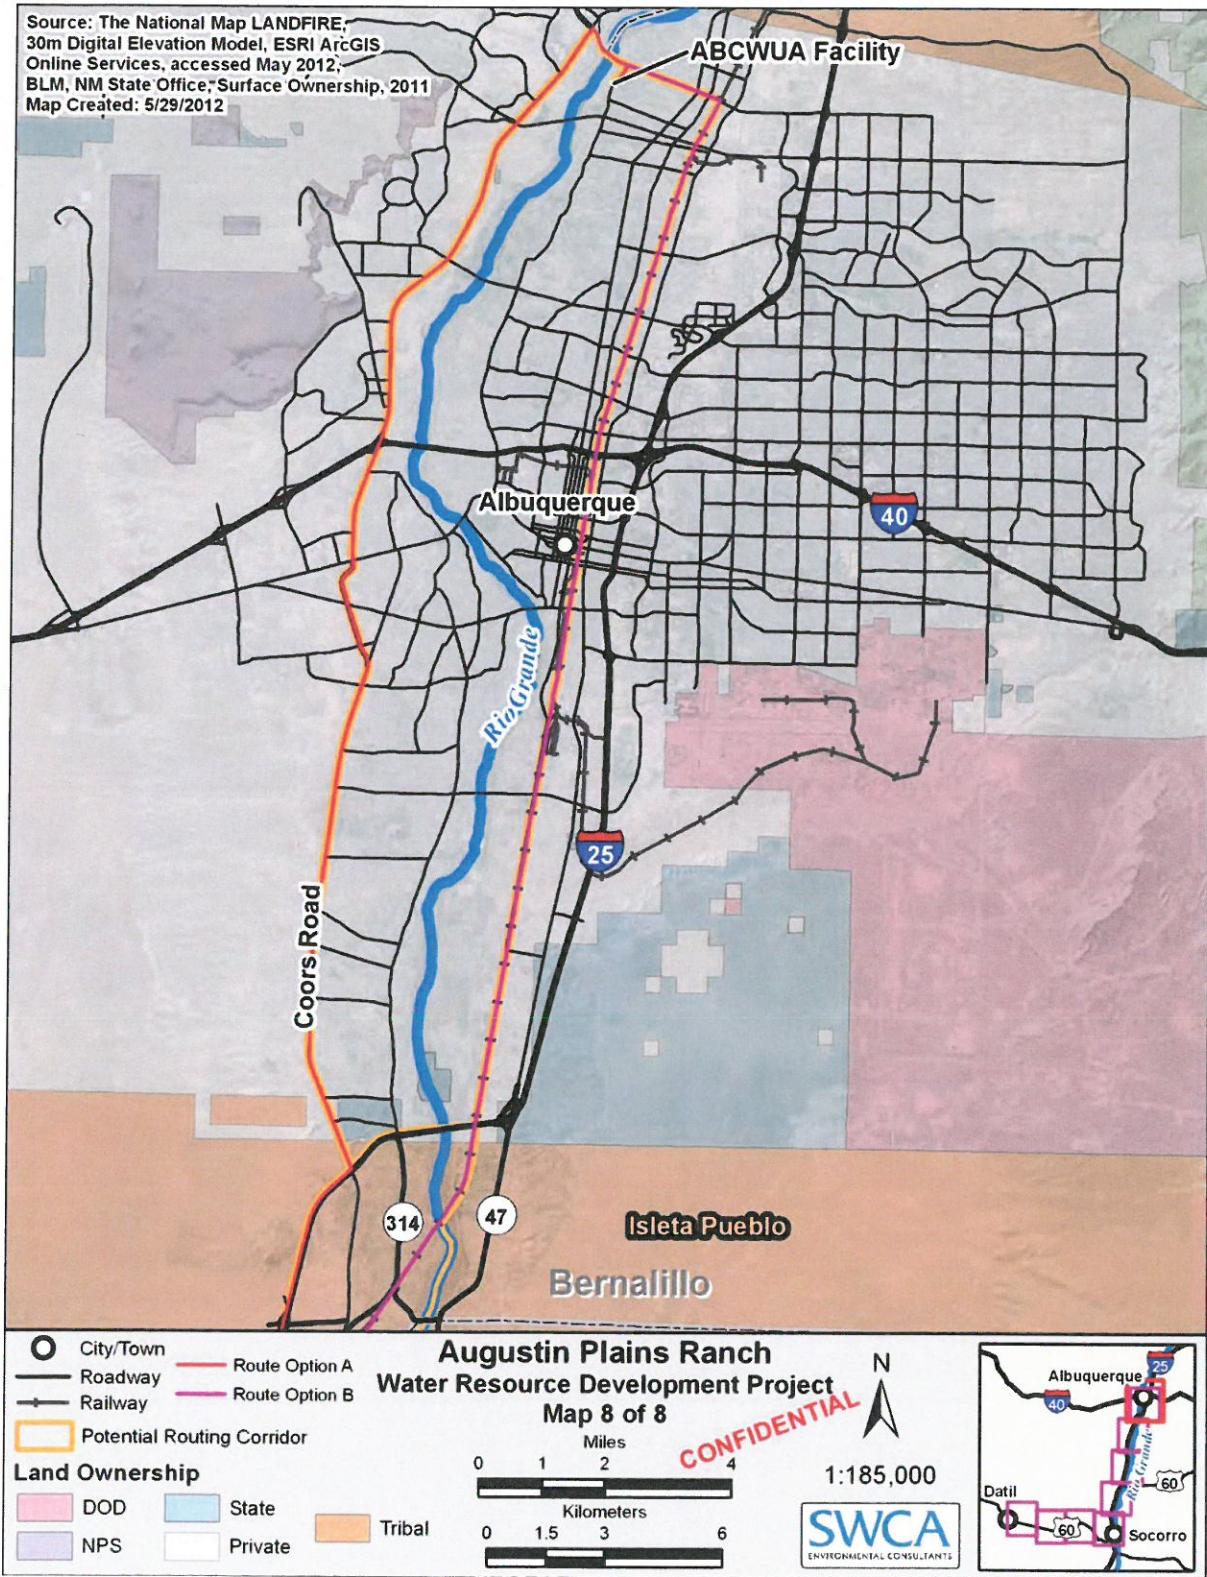 Source: The National Map LANDFIRE,
30m Digital Elevation Model, ESRI ArcGIS
Online Services, accessed May 2012;
BLM, NM State Office; Surface Ownership, 2011
Map Created: 5/29/2012
ABCWUA Facility
Albuquerque
40
Rio Grande
25
Coors Road
314
47
Isleta Pueblo
Bernalillo
City/Town
Roadway
Railway
Route Option A
Route Option B
Potential Routing Corridor
Land Ownership
DOD
State
NPS
Private
Tribal
Augustin Plains Ranch
Water Resource Development Project
Map 8 of 8
CONFIDENTIAL
Miles
0 1 2 4
Kilometers
0 1.5 3 6
N
1:185,000
SWCA
ENVIRONMENTAL CONSULTANTS
25
Albuquerque
40
Rio Grande
60
Datil
60
Socorro